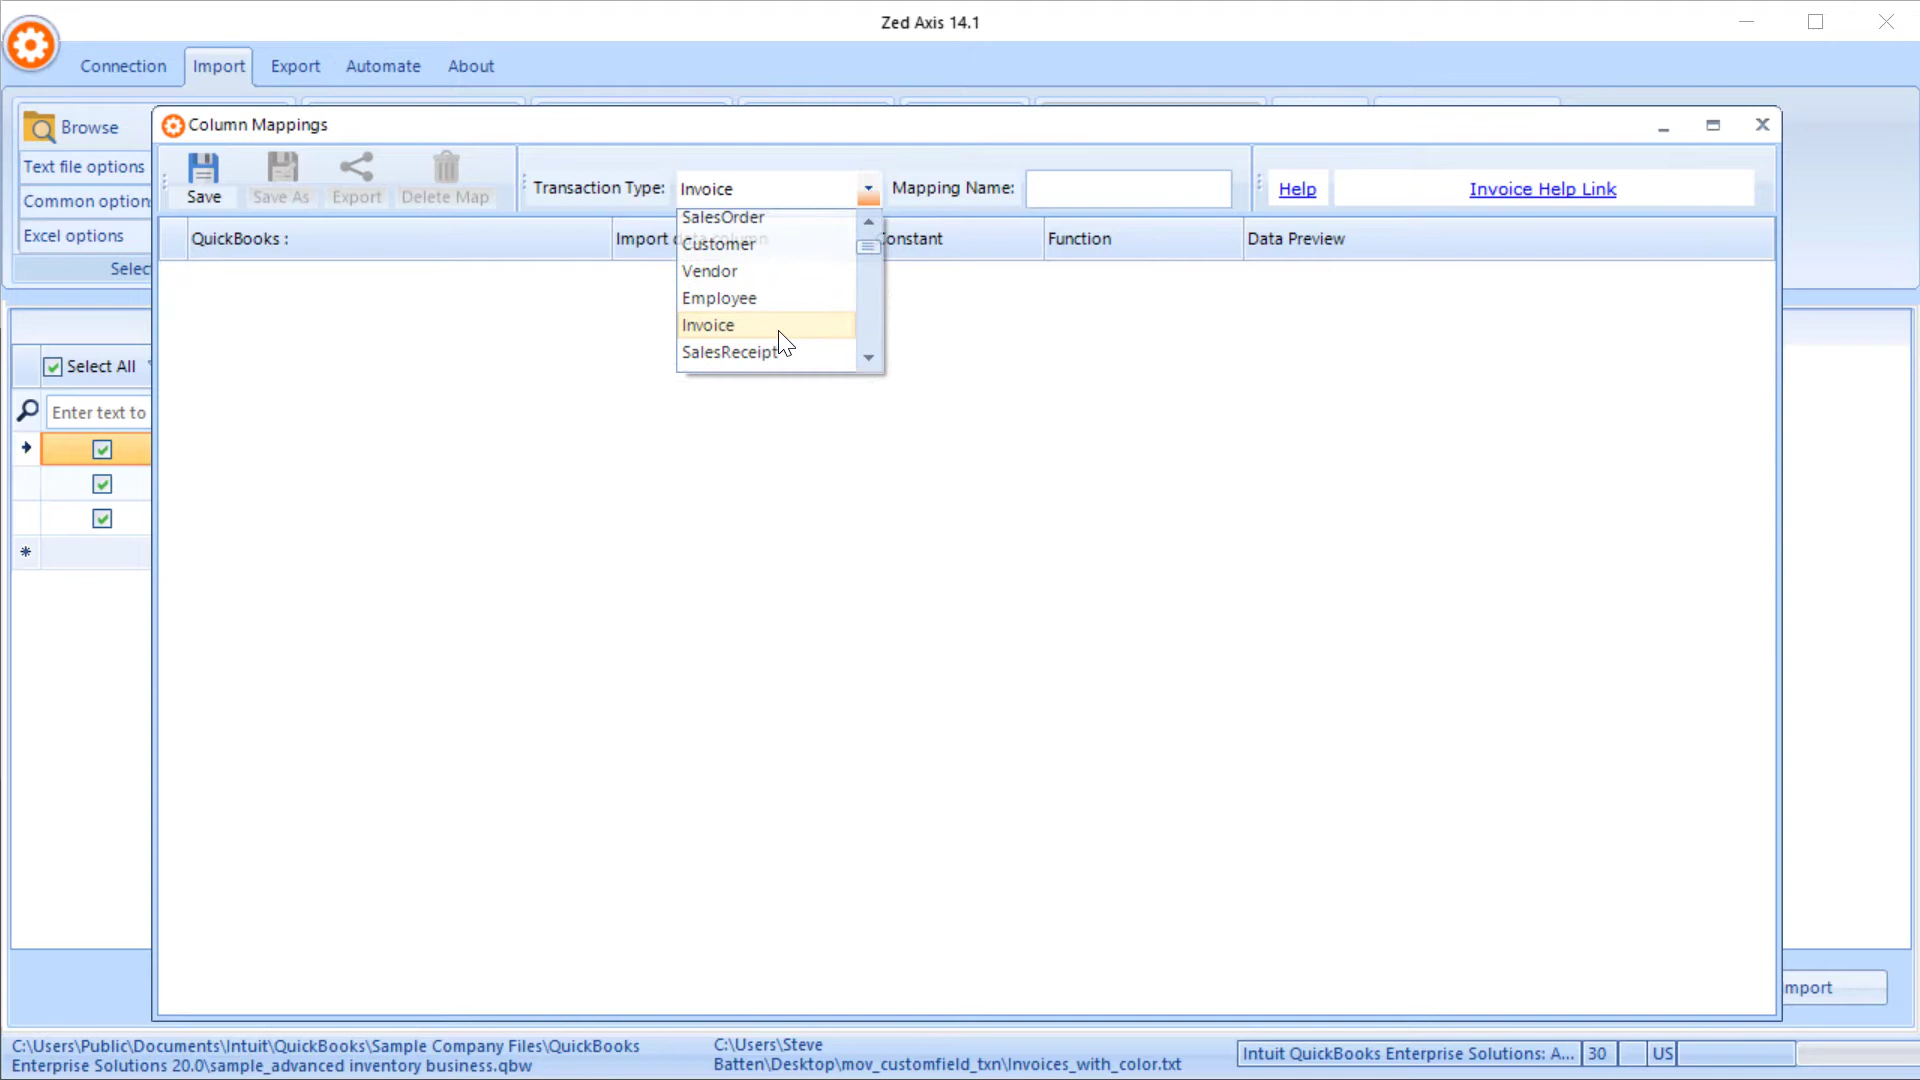 Zed Axis 14.1
Connection Import Export Automate About
Browse
Text file options
Common option
Excel options
Selec
Column Mappings
Save Save As Export Delete Map
Transaction Type: Invoice Mapping Name:
Help Invoice Help Link
QuickBooks : Import data column Constant Function Data Preview
SalesOrder
Customer
Vendor
Employee
Invoice
SalesReceipt
Select All
Enter text to
mport
C:\Users\Public\Documents\Intuit\QuickBooks\Sample Company Files\QuickBooks
Enterprise Solutions 20.0\sample_advanced inventory business.qbw
C:\Users\Steve
Batten\Desktop\mov_customfield_txn\Invoices_with_color.txt
Intuit QuickBooks Enterprise Solutions: A... 30 US